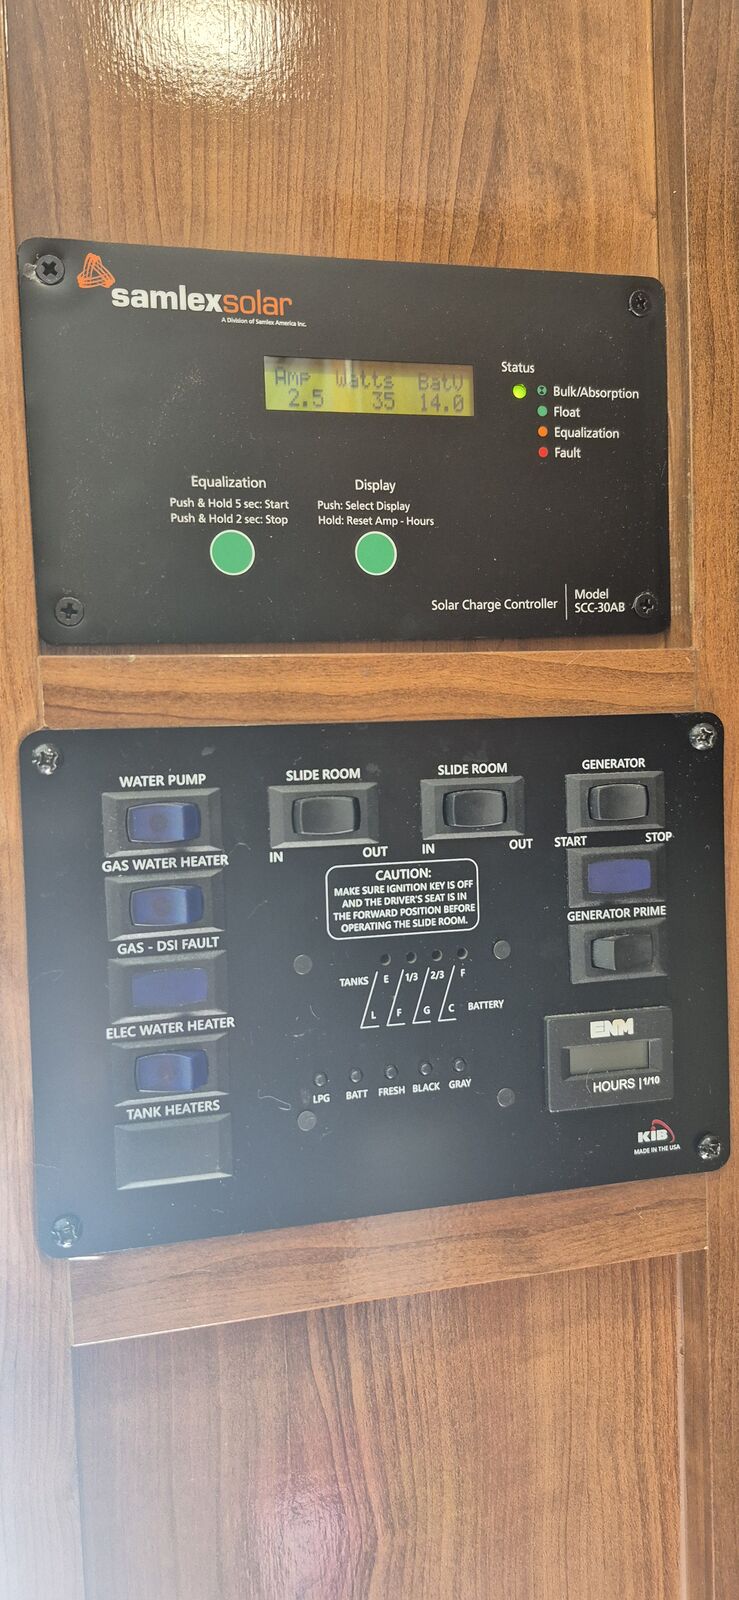 samlexsolar
A Division of Samlex America Inc.
Amp Watts BatV
2.5 35 14.0
Status
Bulk/Absorption
Float
Equalization
Fault
Equalization
Push & Hold 5 sec: Start
Push & Hold 2 sec: Stop
Display
Push: Select Display
Hold: Reset Amp - Hours
Solar Charge Controller
Model
SCC-30AB
WATER PUMP
GAS WATER HEATER
GAS - DSI FAULT
ELEC WATER HEATER
TANK HEATERS
SLIDE ROOM
IN OUT
SLIDE ROOM
IN OUT
GENERATOR
START STOP
GENERATOR PRIME
CAUTION:
MAKE SURE IGNITION KEY IS OFF
AND THE DRIVER'S SEAT IS IN
THE FORWARD POSITION BEFORE
OPERATING THE SLIDE ROOM.
TANKS E 1/3 2/3 F
L F G C BATTERY
LPG BATT FRESH BLACK GRAY
ENM
HOURS | 1/10
KIB
MADE IN THE USA